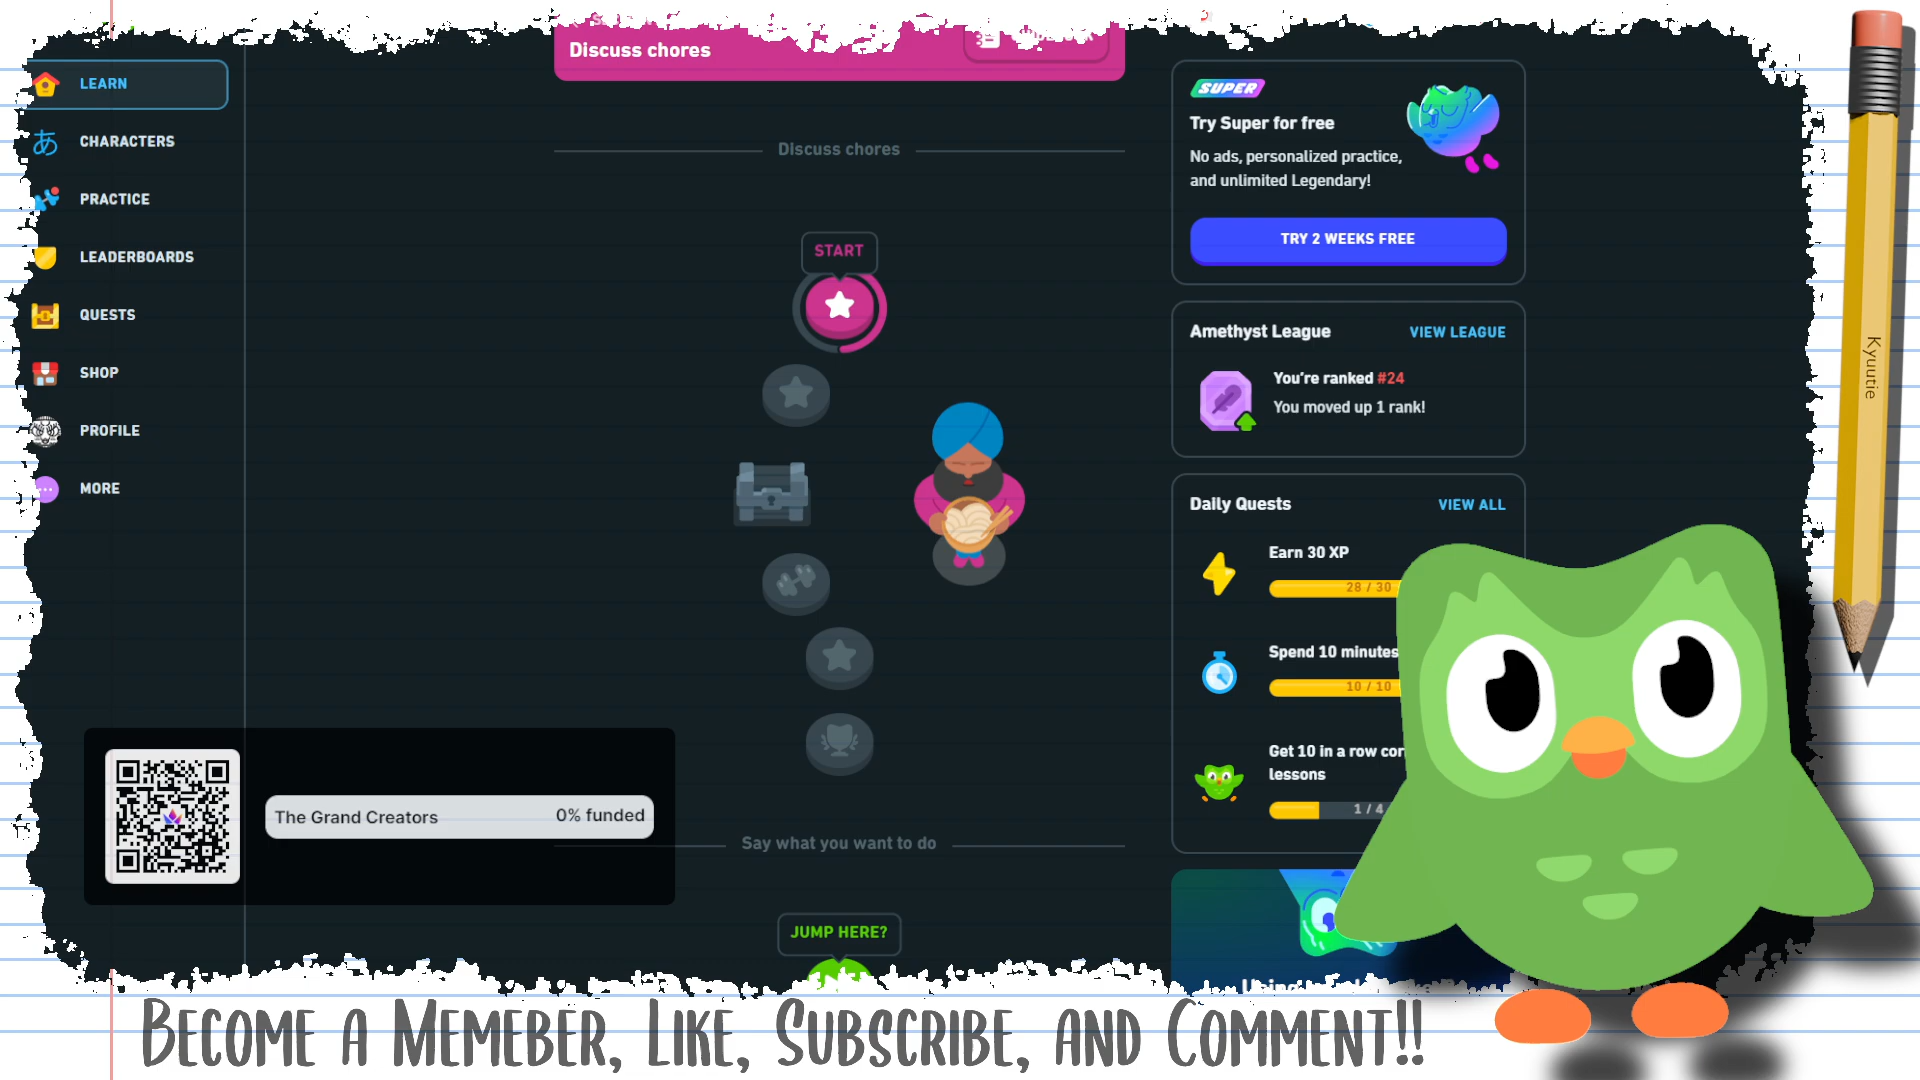 Discuss chores
LEARN
CHARACTERS
PRACTICE
LEADERBOARDS
QUESTS
SHOP
PROFILE
MORE
Discuss chores
START
Say what you want to do
JUMP HERE?
SUPER
Try Super for free
No ads, personalized practice,
and unlimited Legendary!
TRY 2 WEEKS FREE
Amethyst League VIEW LEAGUE
You're ranked #24
You moved up 1 rank!
Daily Quests VIEW ALL
Earn 30 XP
28 / 30
Spend 10 minutes
10 / 10
Get 10 in a row
lessons
1 / 4
The Grand Creators 0% funded
Kyuutie
BECOME A MEMEBER, LIKE, SUBSCRIBE, AND COMMENT!!